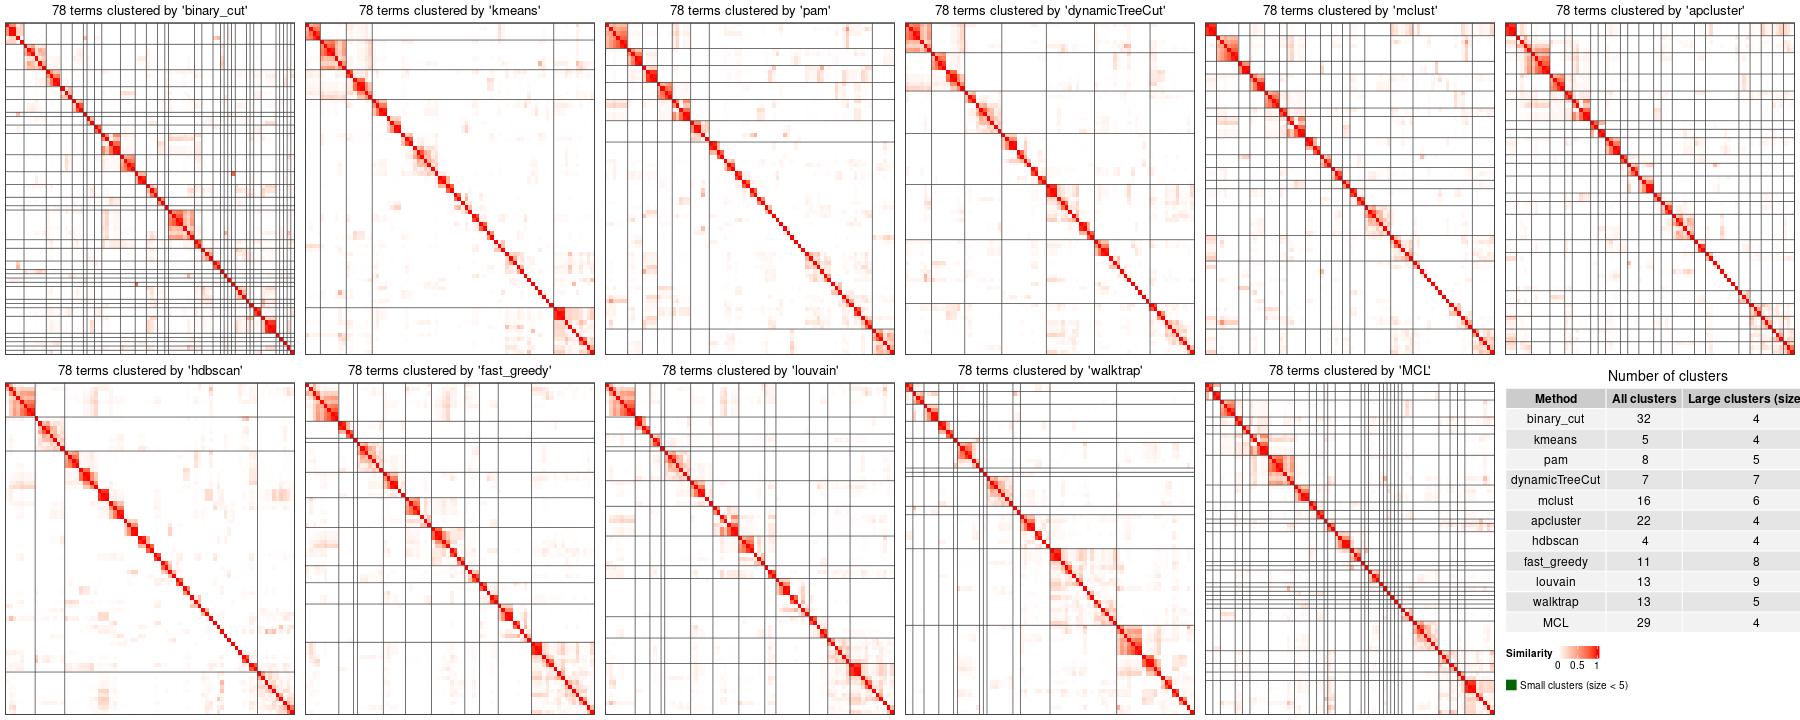 78 terms clustered by 'binary_cut'
78 terms clustered by 'kmeans'
78 terms clustered by 'pam'
78 terms clustered by 'dynamicTreeCut'
78 terms clustered by 'mclust'
78 terms clustered by 'apcluster'
78 terms clustered by 'hdbscan'
78 terms clustered by 'fast_greedy'
78 terms clustered by 'louvain'
78 terms clustered by 'walktrap'
78 terms clustered by 'MCL'
Number of clusters
Method All clusters Large clusters (size
binary_cut 32 4
kmeans 5 4
pam 8 5
dynamicTreeCut 7 7
mclust 16 6
apcluster 22 4
hdbscan 4 4
fast_greedy 11 8
louvain 13 9
walktrap 13 5
MCL 29 4
Similarity
0 0.5 1
Small clusters (size < 5)